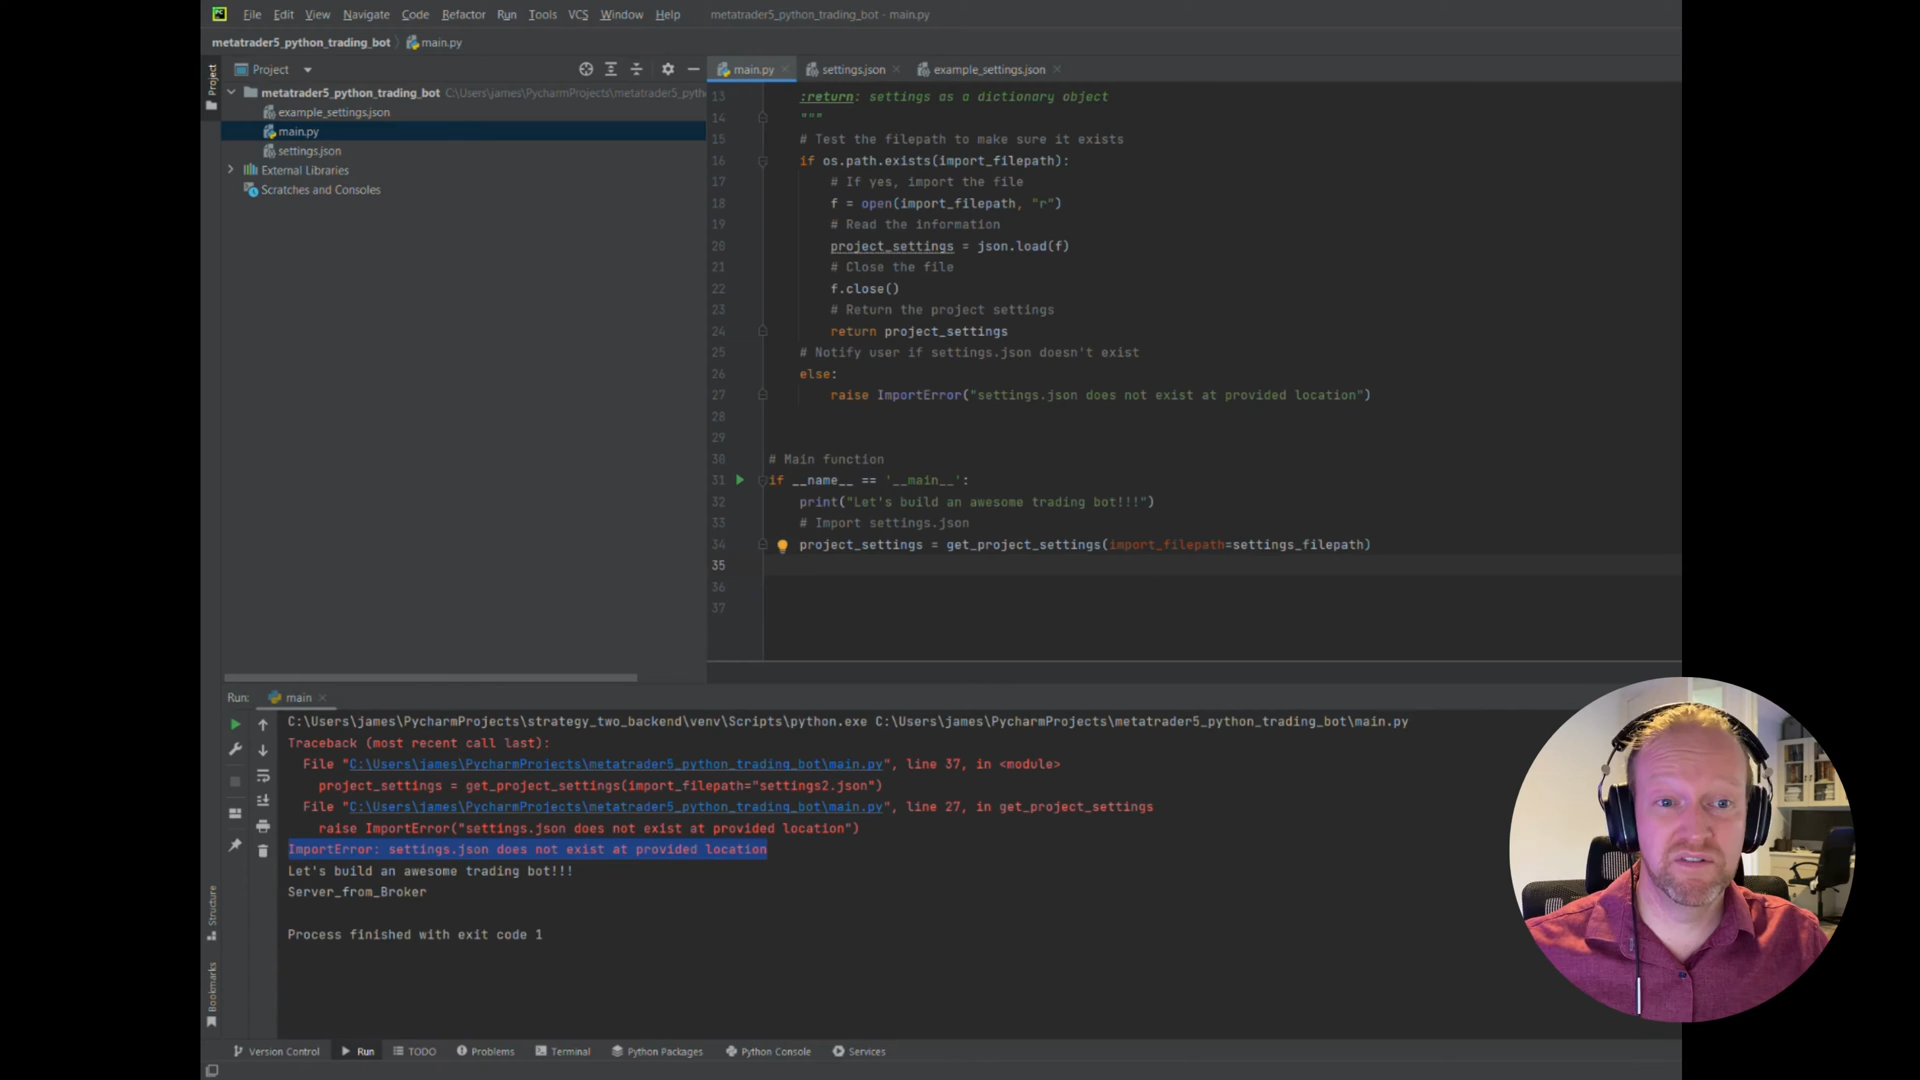 File Edit View Navigate Code Refactor Run Tools VCS Window Help metatrader5_python_trading_bot - main.py
metatrader5_python_trading_bot main.py
Project
Project
main.py settings.json example_settings.json
metatrader5_python_trading_bot C:\Users\james\PycharmProjects\metatrader5_pyth
example_settings.json
main.py
settings.json
External Libraries
Scratches and Consoles
13 :return: settings as a dictionary object
14 """
15 # Test the filepath to make sure it exists
16 if os.path.exists(import_filepath):
17 # If yes, import the file
18 f = open(import_filepath, "r")
19 # Read the information
20 project_settings = json.load(f)
21 # Close the file
22 f.close()
23 # Return the project settings
24 return project_settings
25 # Notify user if settings.json doesn't exist
26 else:
27 raise ImportError("settings.json does not exist at provided location")
28
29
30 # Main function
31 if __name__ == '__main__':
32 print("Let's build an awesome trading bot!!!")
33 # Import settings.json
34 project_settings = get_project_settings(import_filepath=settings_filepath)
35
36
37
Run: main
C:\Users\james\PycharmProjects\strategy_two_backend\venv\Scripts\python.exe C:\Users\james\PycharmProjects\metatrader5_python_trading_bot\main.py
Traceback (most recent call last):
File "C:\Users\james\PycharmProjects\metatrader5_python_trading_bot\main.py", line 37, in <module>
project_settings = get_project_settings(import_filepath="settings2.json")
File "C:\Users\james\PycharmProjects\metatrader5_python_trading_bot\main.py", line 27, in get_project_settings
raise ImportError("settings.json does not exist at provided location")
ImportError: settings.json does not exist at provided location
Let's build an awesome trading bot!!!
Server_from_Broker
Process finished with exit code 1
Structure
Bookmarks
Version Control Run TODO Problems Terminal Python Packages Python Console Services